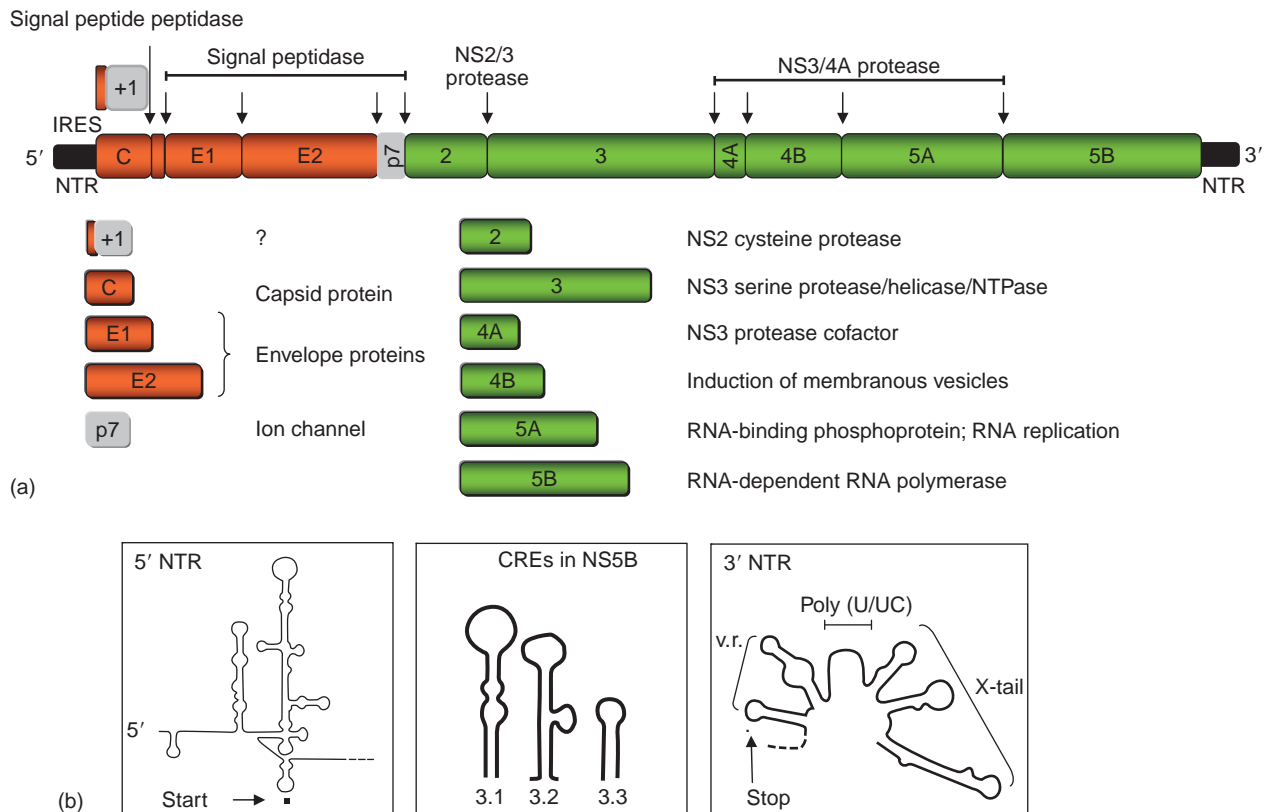 Signal peptide peptidase
Signal peptidase
NS2/3
protease
NS3/4A protease
+1
IRES
5′
C
E1
E2
p7
2
3
4A
4B
5A
5B
3′
NTR
NTR
+1
?
2
NS2 cysteine protease
C
Capsid protein
3
NS3 serine protease/helicase/NTPase
E1
Envelope proteins
4A
NS3 protease cofactor
E2
4B
Induction of membranous vesicles
p7
Ion channel
5A
RNA-binding phosphoprotein; RNA replication
5B
RNA-dependent RNA polymerase
(a)
5′ NTR
5′
Start
CREs in NS5B
3.1
3.2
3.3
3′ NTR
Poly (U/UC)
v.r.
X-tail
Stop
(b)